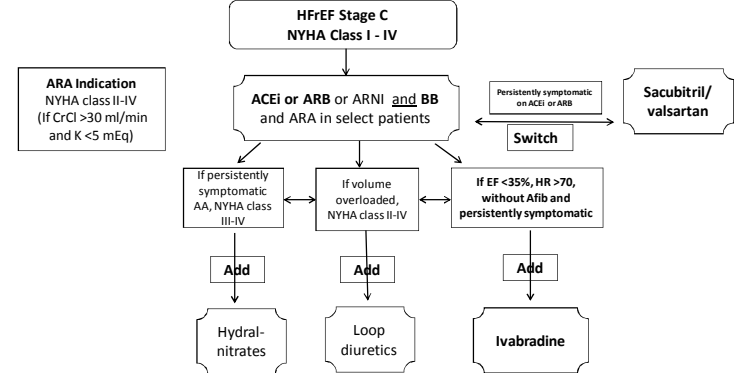 HFrEF Stage C
NYHA Class I - IV
ARA Indication
NYHA class II-IV
(If CrCl >30 ml/min
and K <5 mEq)
ACEi or ARB or ARNI and BB
and ARA in select patients
Persistently symptomatic
on ACEi or ARB
Switch
Sacubitril/
valsartan
If persistently
symptomatic
AA, NYHA class
III-IV
If volume
overloaded,
NYHA class II-IV
If EF <35%, HR >70,
without Afib and
persistently symptomatic
Add
Add
Add
Hydral-
nitrates
Loop
diuretics
Ivabradine